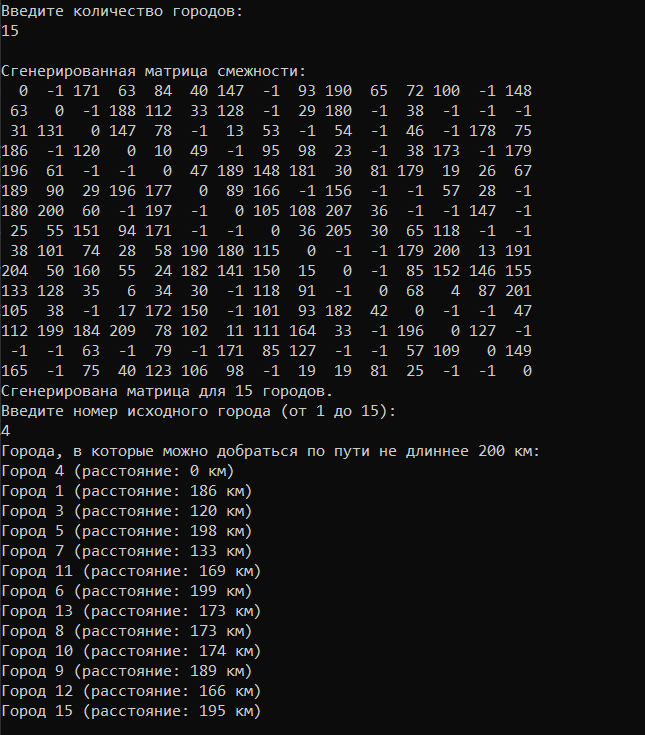 Введите количество городов:
15
Сгенерированная матрица смежности:
0 -1 171 63 84 40 147 -1 93 190 65 72 100 -1 148
63 0 -1 188 112 33 128 -1 29 180 -1 38 -1 -1 -1
31 131 0 147 78 -1 13 53 -1 54 -1 46 -1 178 75
186 -1 120 0 10 49 -1 95 98 23 -1 38 173 -1 179
196 61 -1 -1 0 47 189 148 181 30 81 179 19 26 67
189 90 29 196 177 0 89 166 -1 156 -1 -1 57 28 -1
180 200 60 -1 197 -1 0 105 108 207 36 -1 -1 147 -1
25 55 151 94 171 -1 -1 0 36 205 30 65 118 -1 -1
38 101 74 28 58 190 180 115 0 -1 -1 179 200 13 191
204 50 160 55 24 182 141 150 15 0 -1 85 152 146 155
133 128 35 6 34 30 -1 118 91 -1 0 68 4 87 201
105 38 -1 17 172 150 -1 101 93 182 42 0 -1 -1 47
112 199 184 209 78 102 11 111 164 33 -1 196 0 127 -1
-1 -1 63 -1 79 -1 171 85 127 -1 -1 57 109 0 149
165 -1 75 40 123 106 98 -1 19 19 81 25 -1 -1 0
Сгенерирована матрица для 15 городов.
Введите номер исходного города (от 1 до 15):
4
Города, в которые можно добраться по пути не длиннее 200 км:
Город 4 (расстояние: 0 км)
Город 1 (расстояние: 186 км)
Город 3 (расстояние: 120 км)
Город 5 (расстояние: 198 км)
Город 7 (расстояние: 133 км)
Город 11 (расстояние: 169 км)
Город 6 (расстояние: 199 км)
Город 13 (расстояние: 173 км)
Город 8 (расстояние: 173 км)
Город 10 (расстояние: 174 км)
Город 9 (расстояние: 189 км)
Город 12 (расстояние: 166 км)
Город 15 (расстояние: 195 км)